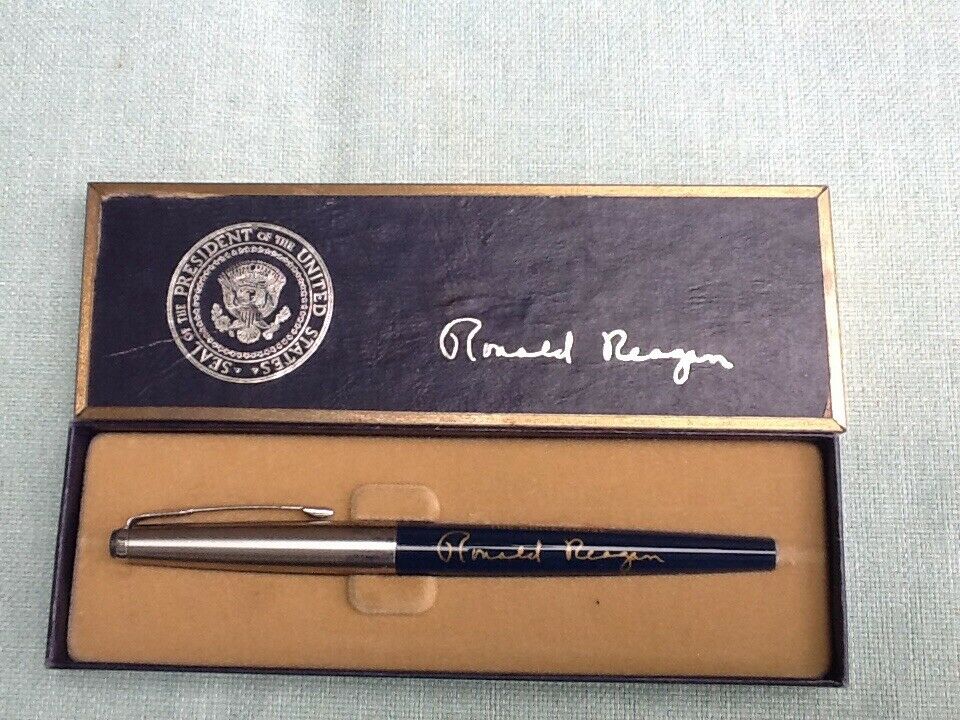 SEAL OF THE PRESIDENT OF THE UNITED STATES
Ronald Reagan
Ronald Reagan